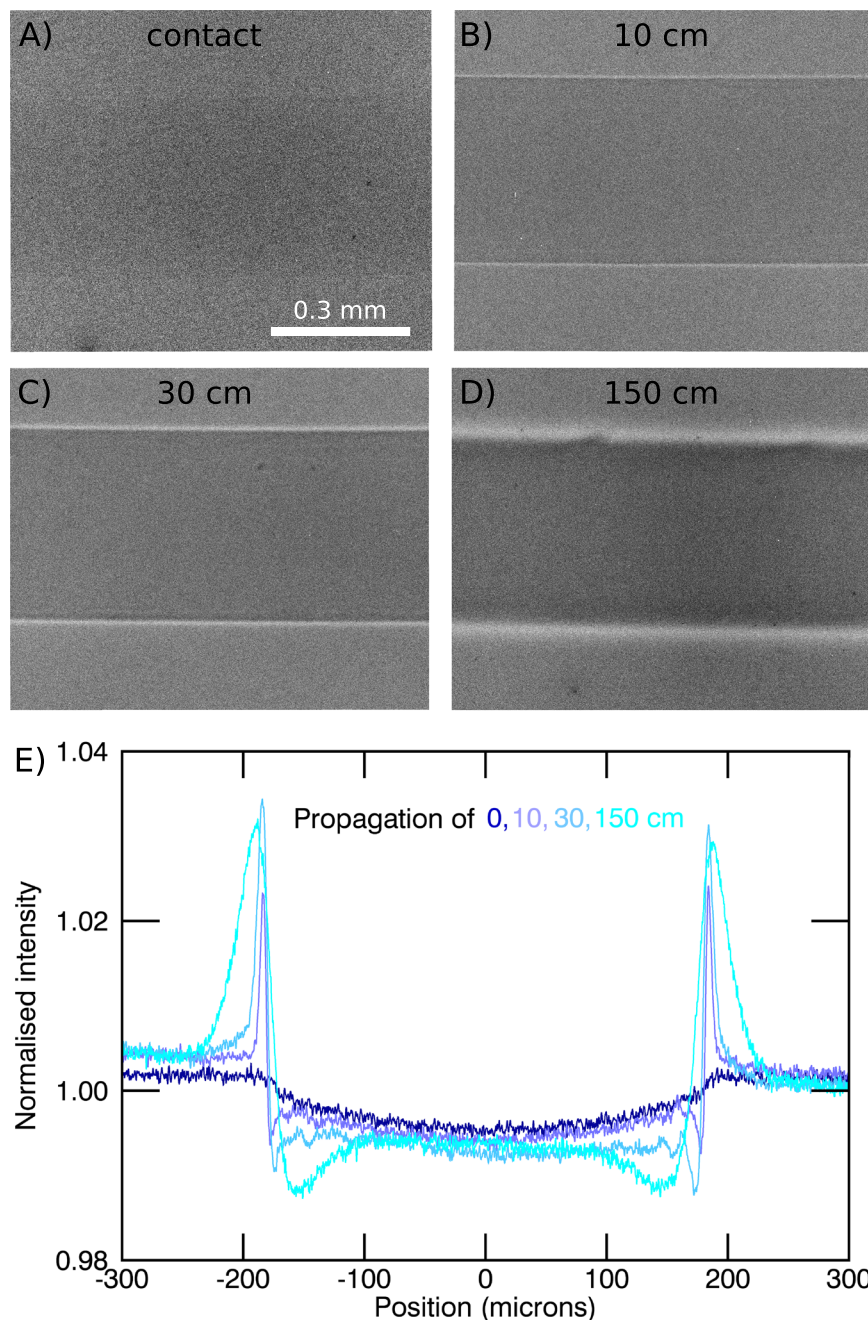 A) contact
B) 10 cm
0.3 mm
C) 30 cm
D) 150 cm
E)
1.04
Propagation of 0, 10, 30, 150 cm
1.02
Normalised intensity
1.00
0.98
-300 -200 -100 0 100 200 300
Position (microns)